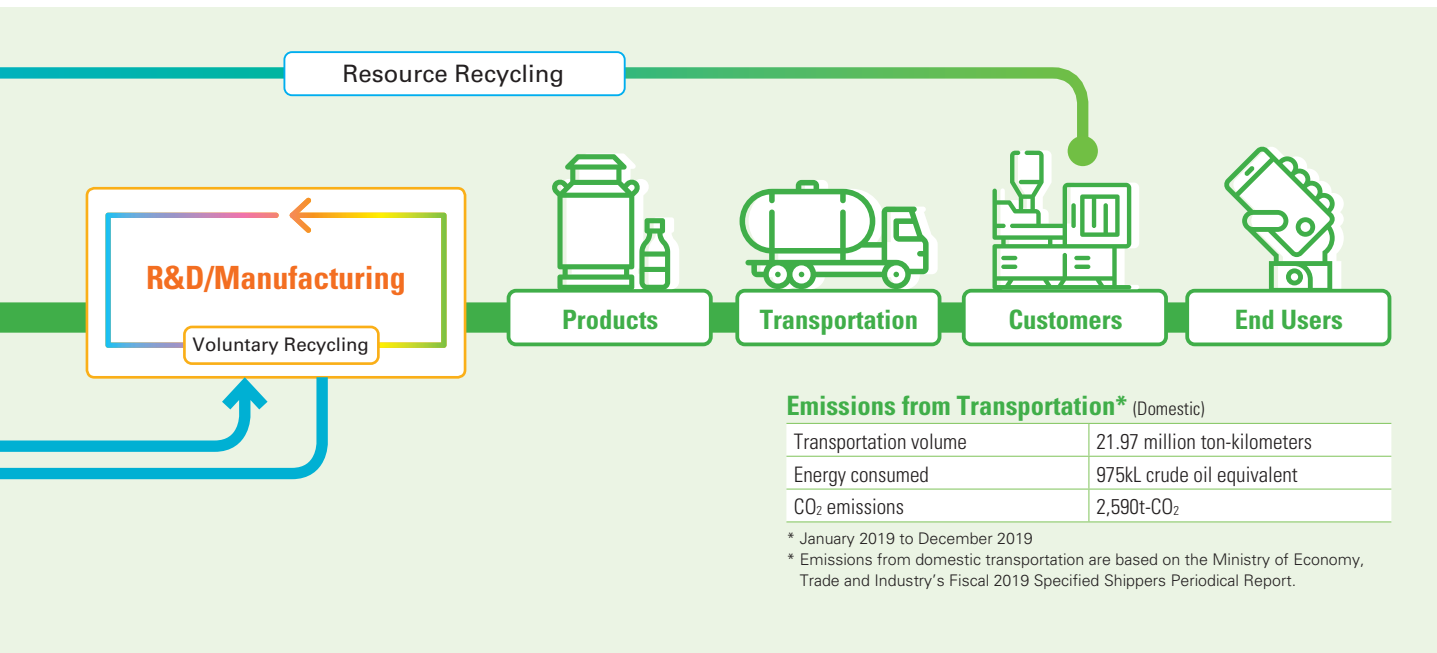 Resource Recycling
R&D/Manufacturing
Voluntary Recycling
Products
Transportation
Customers
End Users
Emissions from Transportation* (Domestic)
Transportation volume 21.97 million ton-kilometers
Energy consumed 975kL crude oil equivalent
CO₂ emissions 2,590t-CO₂
* January 2019 to December 2019
* Emissions from domestic transportation are based on the Ministry of Economy,
Trade and Industry's Fiscal 2019 Specified Shippers Periodical Report.